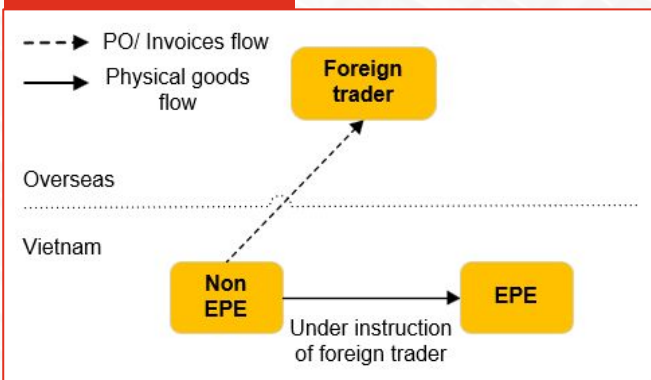 PO/ Invoices flow
Physical goods
flow
Foreign
trader
Overseas
Vietnam
Non
EPE
EPE
Under instruction
of foreign trader